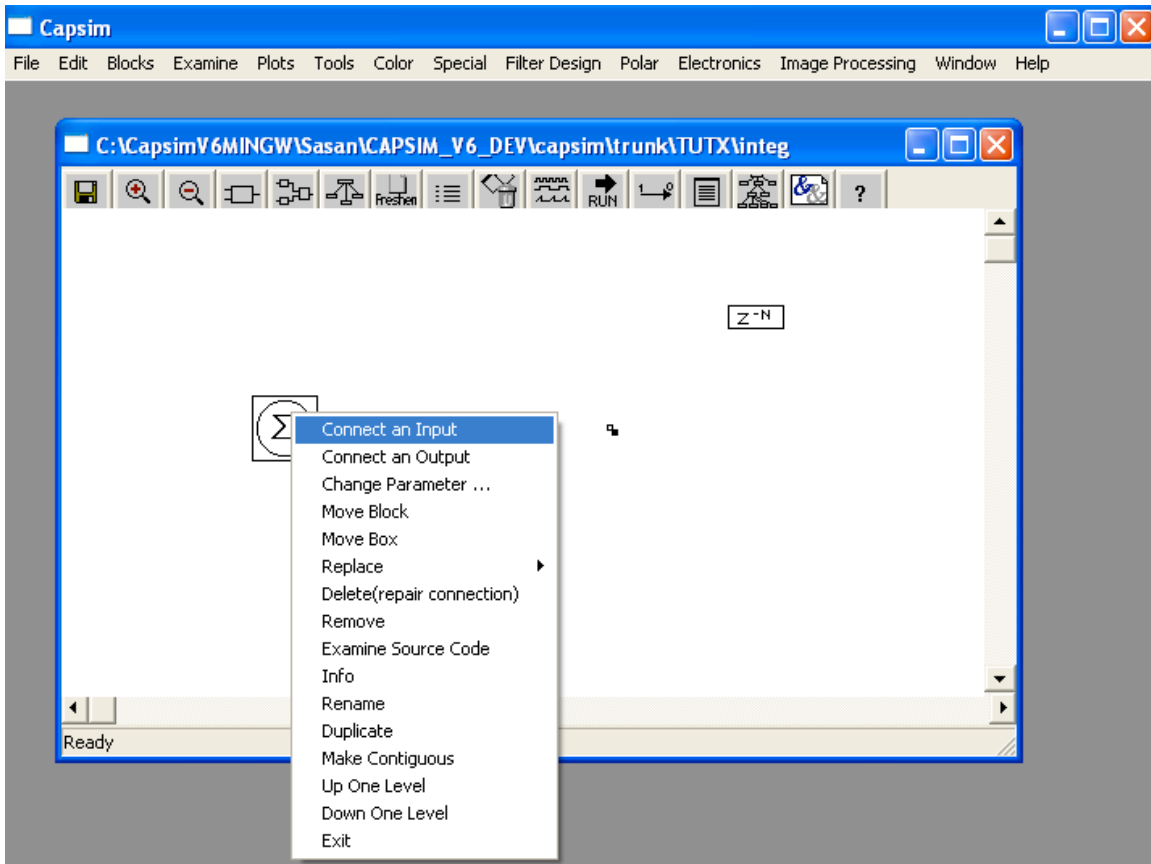 Capsim
File Edit Blocks Examine Plots Tools Color Special Filter Design Polar Electronics Image Processing Window Help
C:\CapsimV6MINGW\Sasan\CAPSIM_V6_DEV\capsim\trunk\TUTX\integ
Freshen RUN 1 0 && ?
Z-N
Σ
Connect an Input
Connect an Output
Change Parameter ...
Move Block
Move Box
Replace
Delete(repair connection)
Remove
Examine Source Code
Info
Rename
Duplicate
Make Contiguous
Up One Level
Down One Level
Exit
Ready